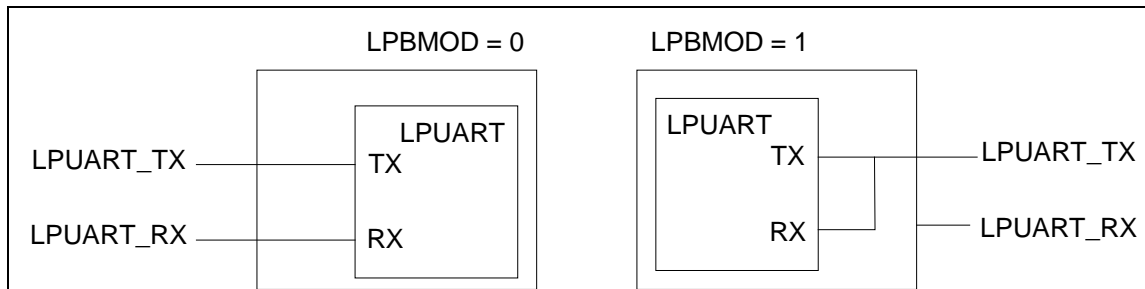 LPBMOD = 0
LPUART
LPUART_TX
TX
LPUART_RX
RX
LPBMOD = 1
LPUART
TX
LPUART_TX
RX
LPUART_RX